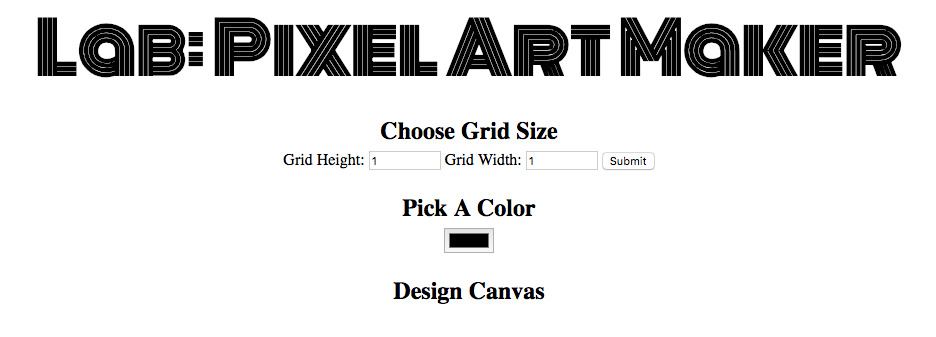 Lab: Pixel Art Maker
Choose Grid Size
Grid Height: 1 Grid Width: 1 Submit
Pick A Color
Design Canvas